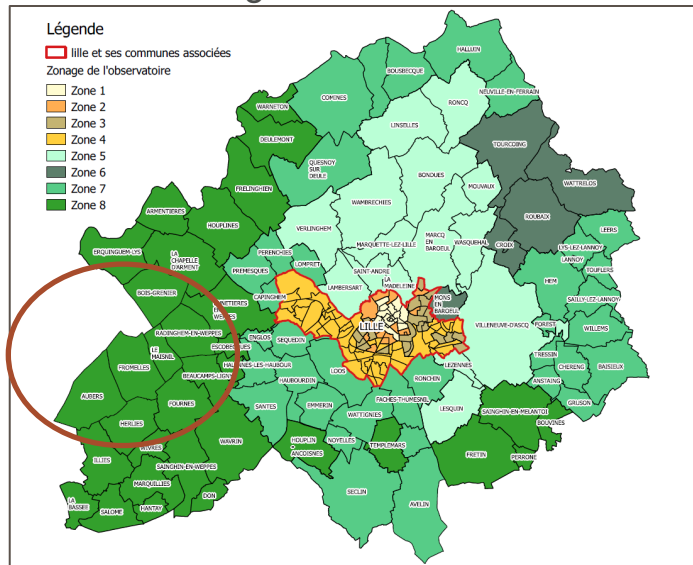 Légende
lille et ses communes associées
Zonage de l'observatoire
Zone 1
Zone 2
Zone 3
Zone 4
Zone 5
Zone 6
Zone 7
Zone 8
HALLUIN
BOUSBECQUE
COMINES
RONCQ
NEUVILLE-EN-FERRAIN
WARNETON
LINSELLES
DEULEMONT
TOURCOING
QUESNOY
SUR
DEULE
BONDUES
WATTRELOS
FRELINGHIEN
MOUVAUX
WAMBRECHIES
ARMENTIERES
HOUPLINES
ROUBAIX
VERLINGHEM
MARCQ
EN
BAROEUL
LEERS
MARQUETTE-LEZ-LILLE
WASQUEHAL
CROIX
LYS-LEZ-LANNOY
ERQUINGUEM-LYS
LA
CHAPELLE
D'ARMENT
PERENCHIES
LANNOY
LOMPRET
TOUFLERS
PREMESQUES
SAINT-ANDRE
LA
MADELEINE
HEM
LAMBERSART
BOIS-GRENIER
CAPINGHEM
MONS
EN
BAROEUL
SAILLY-LEZ-LANNOY
NETIERES
WEPPES
LILLE
VILLENEUVE-D'ASCQ
FOREST
WILLEMS
RADINGHEM-EN-WEPPES
ENGLOS
SEQUEDIN
ESCOBECQUES
LE
MAISNIL
TRESSIN
FROMELLES
LOOS
RONCHIN
LEZENNES
CHERENG
BAISIEUX
BEAUCAMPS-LIGNY
HAUBOURDIN
ANSTAING
AUBERS
FOURNES
SANTES
EMMERIN
FACHES-THUMESNIL
LESQUIN
SAINGHIN-EN-MELANTOI
GRUSON
WATTIGNIES
BOUVINES
HERLIES
WAVRIN
HOUPLIN
ANCOISNES
NOYELLES
TEMPLEMARS
FRETIN
PERRONE
ILLITS
SAINGHIN-EN-WEPPES
MARQUILLIES
SECLIN
DON
LA
BASSEE
SALOME
HANTAY
AVELIN